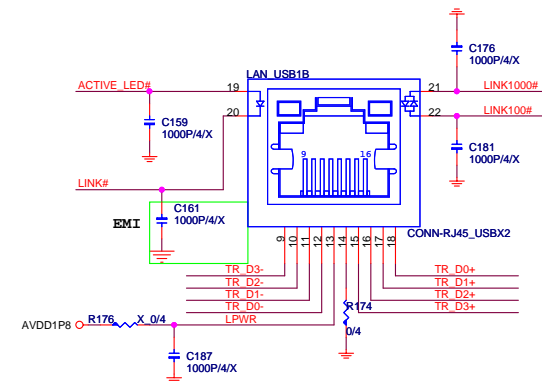 C176
1000P/4/X
LAN_USB1B
ACTIVE_LED#
19
21
LINK1000#
20
22
LINK100#
C159
1000P/4/X
C181
1000P/4/X
9
16
LINK#
C161
1000P/4/X
EMI
CONN-RJ45_USBX2
9
10
11
12
13
14
15
16
17
18
TR_D3-
TR_D0+
TR_D2-
TR_D1+
TR_D1-
TR_D2+
TR_D0-
TR_D3+
R174
0/4
AVDD1P8
R176
X_0/4
LPWR
C187
1000P/4/X